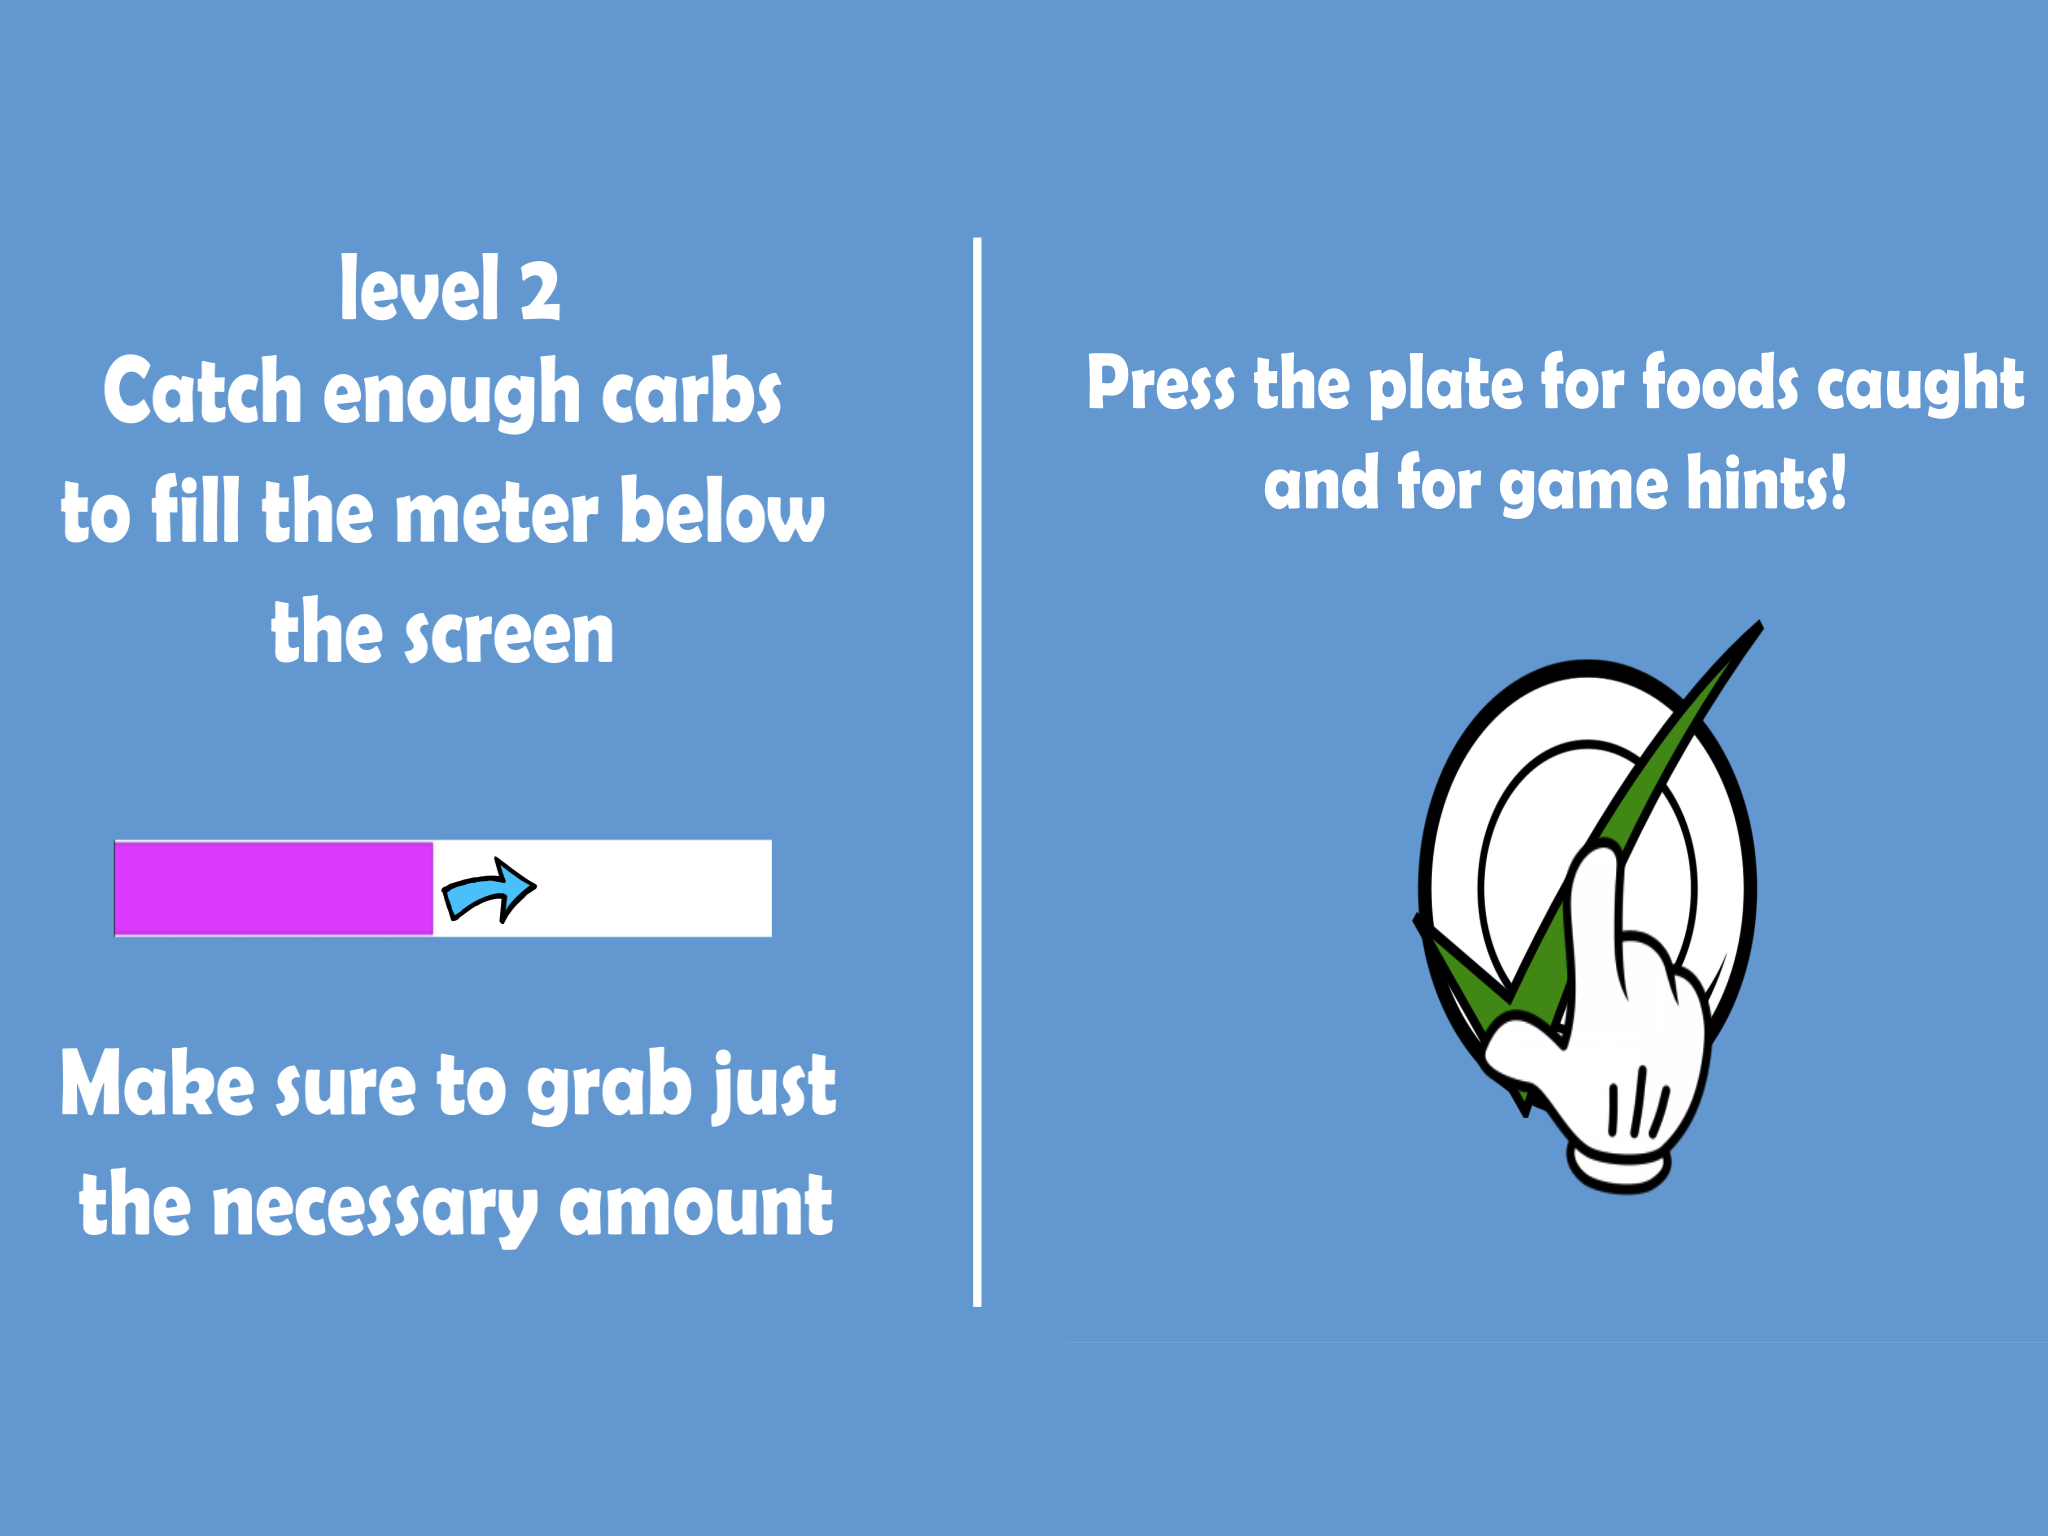 level 2
Catch enough carbs
to fill the meter below
the screen
Make sure to grab just
the necessary amount
Press the plate for foods caught
and for game hints!